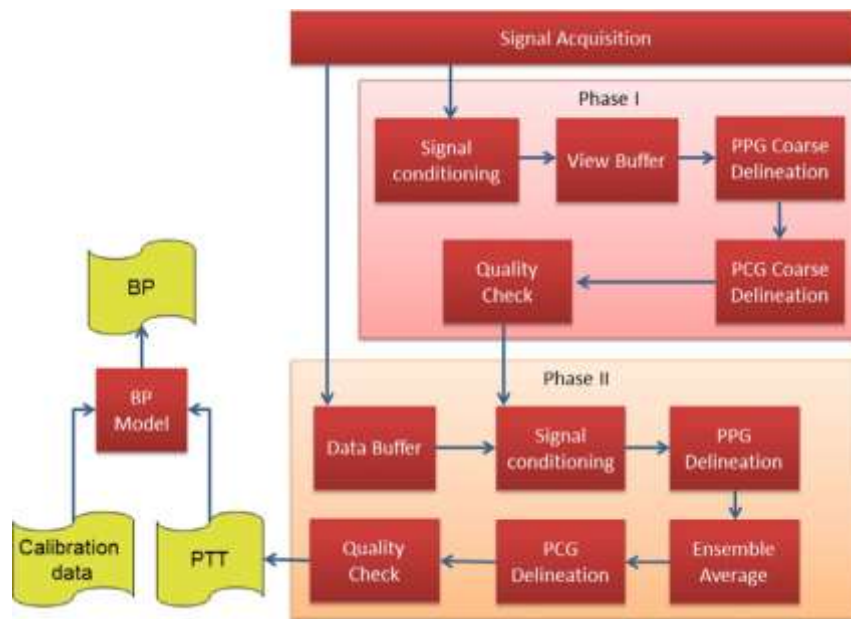 Signal Acquisition
Phase I
Signal
conditioning
View Buffer
PPG Coarse
Delineation
Quality
Check
PCG Coarse
Delineation
BP
BP
Model
Phase II
Data Buffer
Signal
conditioning
PPG
Delineation
Calibration
data
PTT
Quality
Check
PCG
Delineation
Ensemble
Average